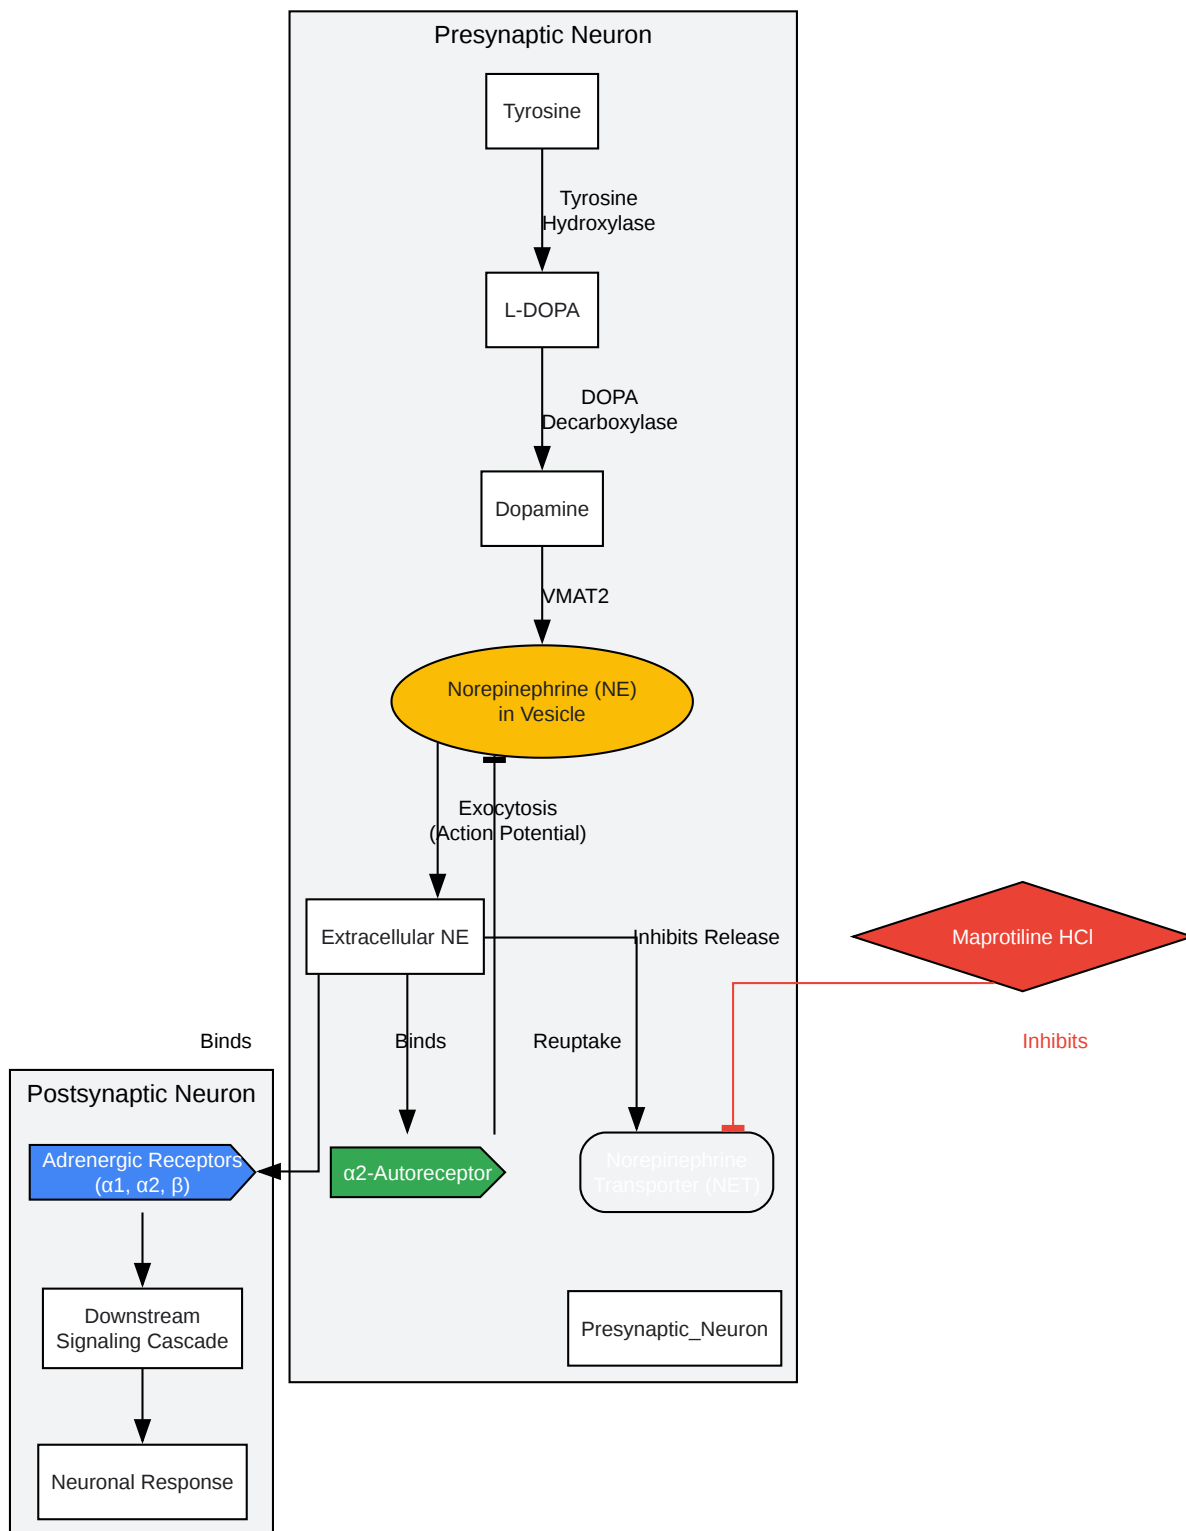 Presynaptic Neuron
Tyrosine
Tyrosine
Hydroxylase
L-DOPA
DOPA
Decarboxylase
Dopamine
VMAT2
Norepinephrine (NE)
in Vesicle
Exocytosis
(Action Potential)
Extracellular NE
Inhibits Release
Maprotiline HCl
Binds
Binds
Reuptake
Inhibits
Postsynaptic Neuron
Adrenergic Receptors
(α1, α2, β)
α2-Autoreceptor
Norepinephrine
Transporter (NET)
Downstream
Signaling Cascade
Presynaptic_Neuron
Neuronal Response